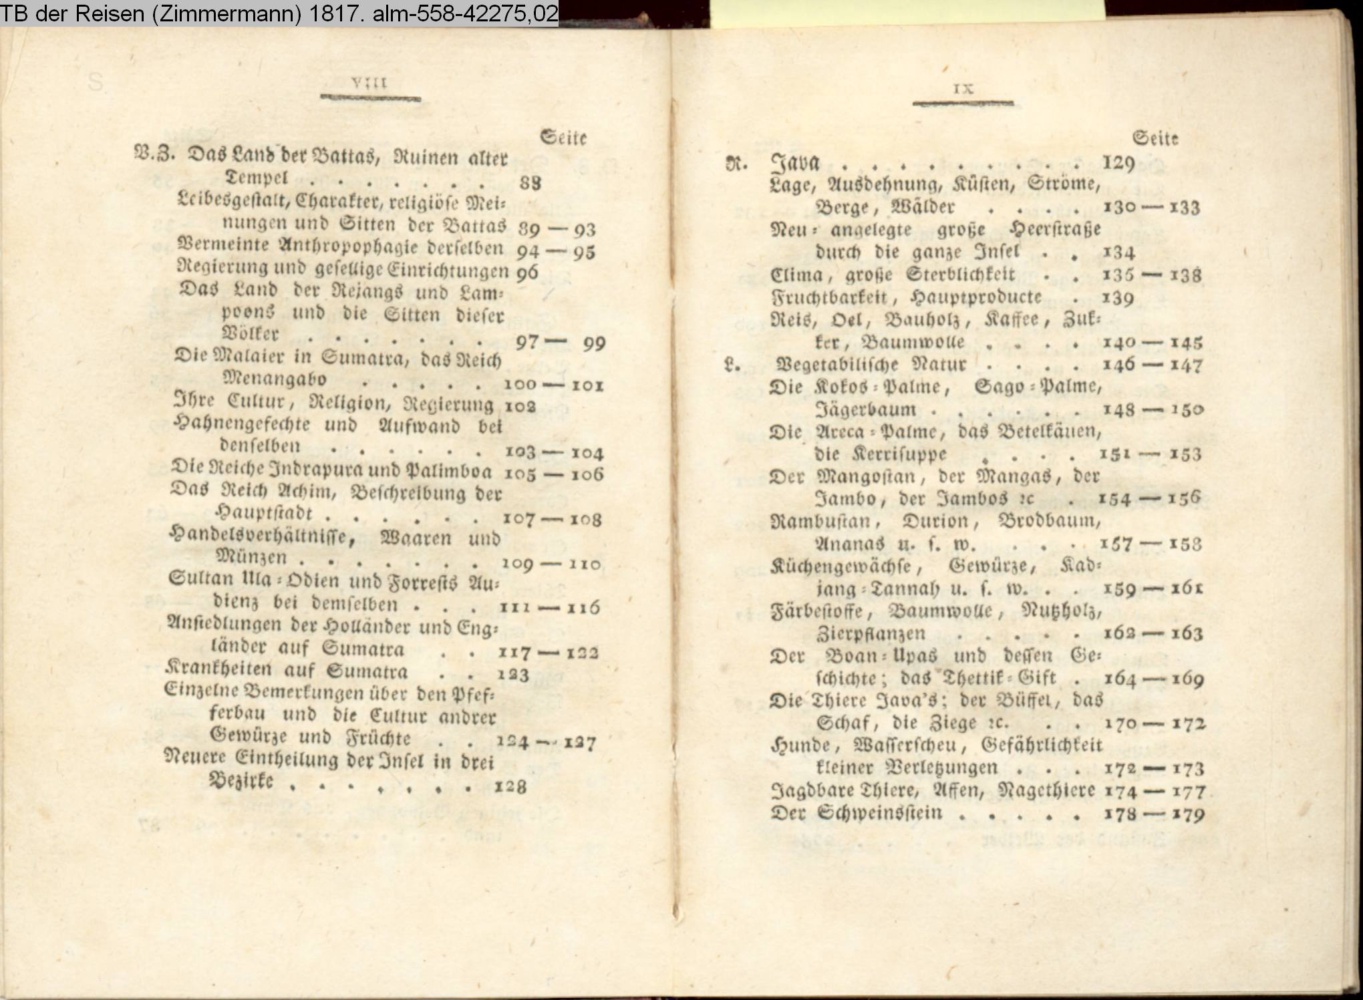 TB der Reisen (Zimmermann) 1817. alm-558-42275,02
VIII
Seite
V.Z. Das Land der Battas, Ruinen alter
Tempel . . . . . . . 88
Leibesgestalt, Charakter, religiöse Mei⸗
nungen und Sitten der Battas 89 — 93
Vermeinte Anthropophagie derselben 94 — 95
Regierung und gesellige Einrichtungen 96
Das Land der Rejangs und Lam⸗
poons und die Sitten dieser
Völker . . . . . . . 97 — 99
Die Malaier in Sumatra, das Reich
Menangabo . . . . . 100 — 101
Ihre Cultur, Religion, Regierung 102
Hahnengefechte und Aufwand bei
denselben . . . . . . 103 — 104
Die Reiche Indrapura und Palimboa 105 — 106
Das Reich Achim, Beschreibung der
Hauptstadt . . . . . . 107 — 108
Handelsverhältnisse, Waaren und
Münzen . . . . . . . 109 — 110
Sultan Ula⸗Odien und Forrests Au⸗
dienz bei demselben . . . 111 — 116
Ansiedlungen der Holländer und Eng⸗
länder auf Sumatra . . 117 — 122
Krankheiten auf Sumatra . . 123
Einzelne Bemerkungen über den Pfef⸗
ferbau und die Cultur andrer
Gewürze und Früchte . . 124 — 127
Neuere Eintheilung der Insel in drei
Bezirke . . . . . . . 128
IX
Seite
R. Java . . . . . . . . . 129
Lage, Ausdehnung, Küsten, Ströme,
Berge, Wälder . . . . 130 — 133
Neu⸗angelegte große Heerstraße
durch die ganze Insel . . 134
Clima, große Sterblichkeit . . 135 — 138
Fruchtbarkeit, Hauptproducte . 139
Reis, Oel, Bauholz, Kaffee, Zuk⸗
ker, Baumwolle . . . . 140 — 145
L. Vegetabilische Natur . . . . 146 — 147
Die Kokos⸗Palme, Sago⸗Palme,
Jägerbaum . . . . . . 148 — 150
Die Areca⸗Palme, das Betelkäuen,
die Kerrisuppe . . . . 151 — 153
Der Mangostan, der Mangas, der
Jambo, der Jambos ꝛc . 154 — 156
Rambustan, Durion, Brodbaum,
Ananas u. s. w. . . . . 157 — 158
Küchengewächse, Gewürze, Kad⸗
jang⸗Tannah u. s. w. . . 159 — 161
Färbestoffe, Baumwolle, Nutzholz,
Zierpflanzen . . . . . 162 — 163
Der Boan⸗Upas und dessen Ge⸗
schichte; das Thettik⸗Gift . 164 — 169
Die Thiere Java's; der Büffel, das
Schaf, die Ziege ꝛc. . . 170 — 172
Hunde, Wasserscheu, Gefährlichkeit
kleiner Verletzungen . . . 172 — 173
Jagdbare Thiere, Affen, Nagethiere 174 — 177
Der Schweinsstein . . . . . 178 — 179